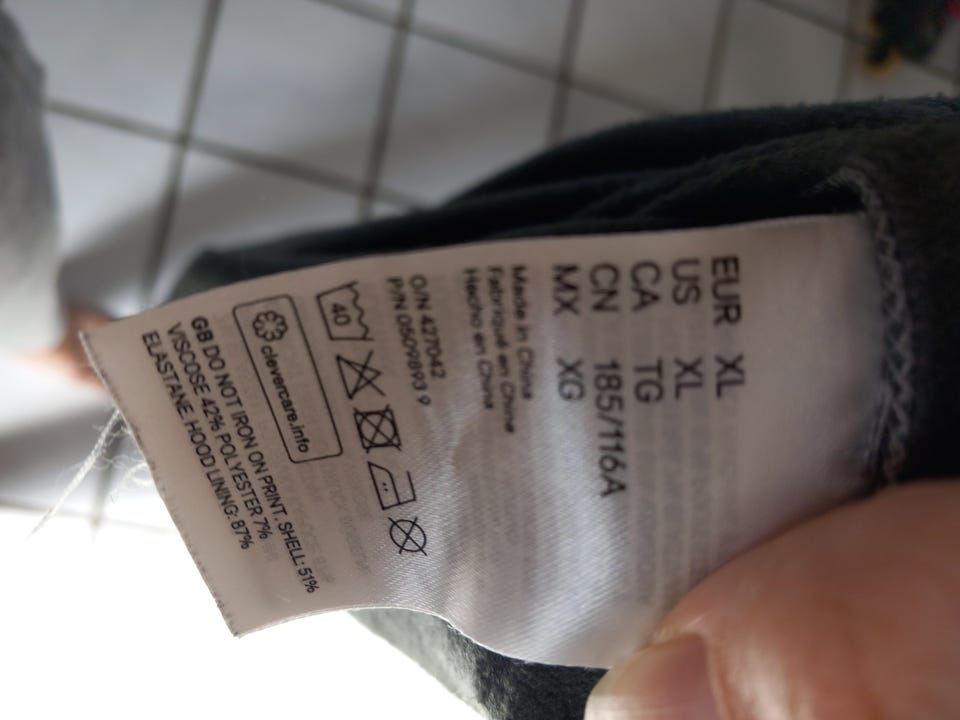 EUR XL
US XL
CA TG
CN 185/116A
MX XG
Made in China
Fabriqué en Chine
Hecho en China
O/N 427042
P/N 0509893 9
40
clevercare.info
GB DO NOT IRON ON PRINT. SHELL: 51%
VISCOSE 42% POLYESTER 7%
ELASTANE HOOD LINING: 87%